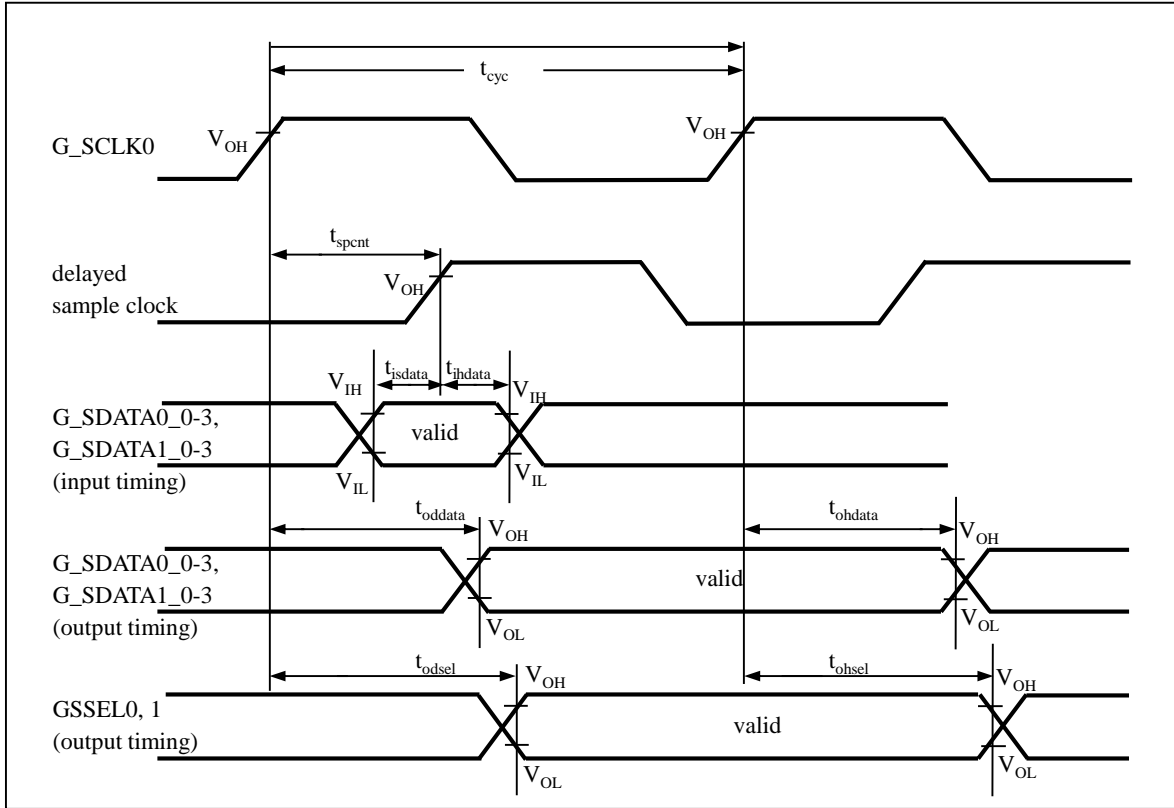 tcyc
G_SCLK0
VOH
VOH
tspcnt
delayed
sample clock
VOH
tisdata
tihdata
VIH
VIH
G_SDATA0_0-3,
G_SDATA1_0-3
(input timing)
valid
VIL
VIL
toddata
tohdata
VOH
VOH
G_SDATA0_0-3,
G_SDATA1_0-3
(output timing)
valid
VOL
VOL
todsel
tohsel
VOH
VOH
GSSEL0, 1
(output timing)
valid
VOL
VOL